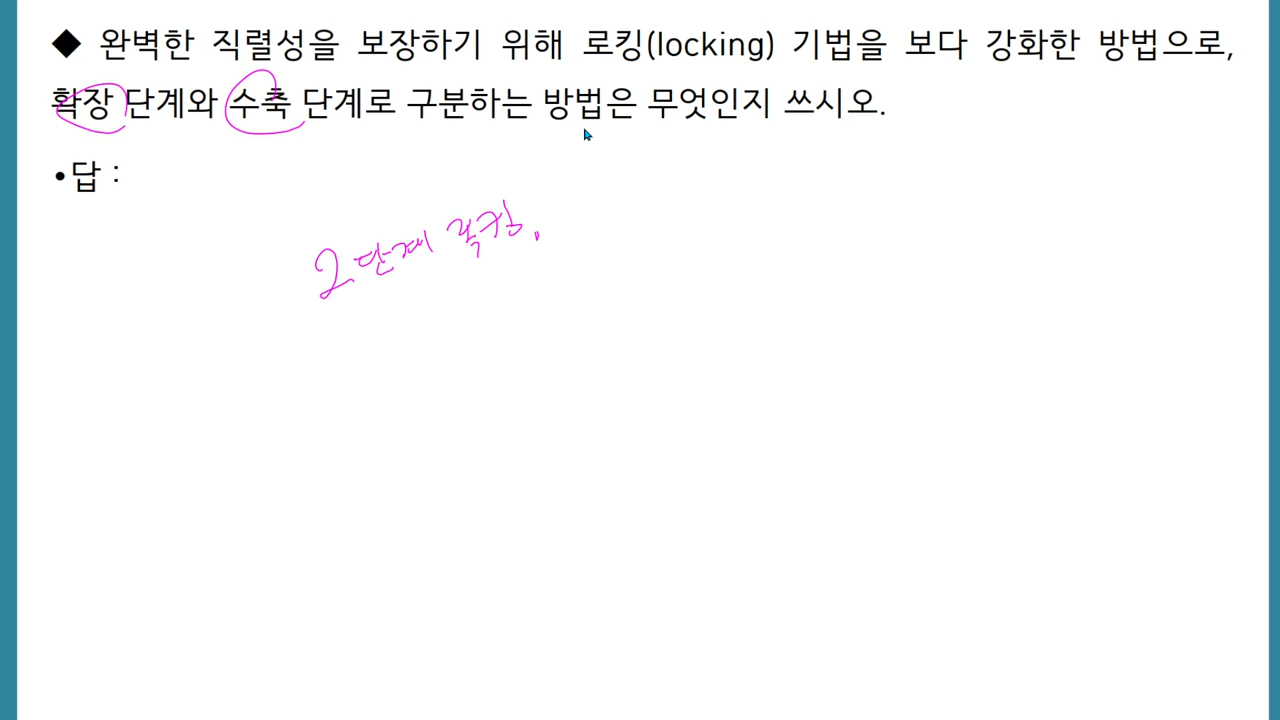 ◆ 완벽한 직렬성을 보장하기 위해 로킹(locking) 기법을 보다 강화한 방법으로,
확장 단계와 수축 단계로 구분하는 방법은 무엇인지 쓰시오.
•답 :
2단계 록킹.